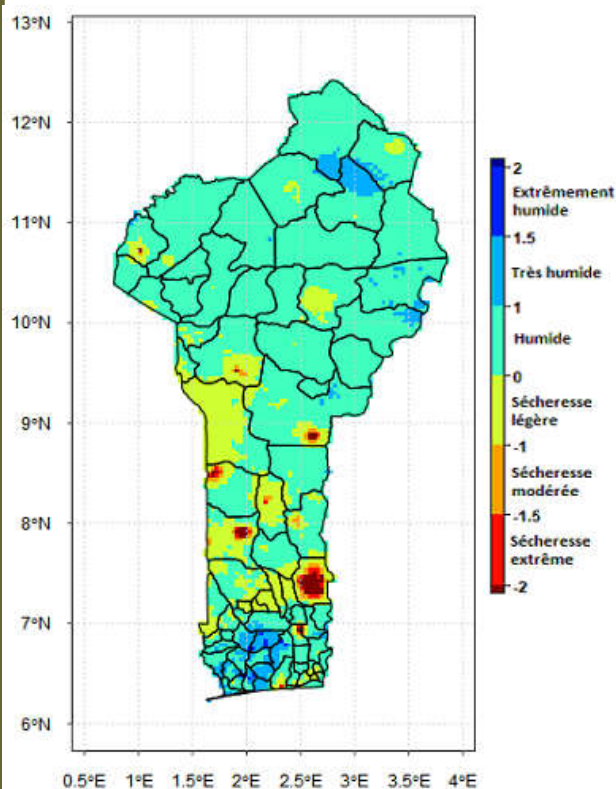 13°N
12°N
11°N
10°N
9°N
8°N
7°N
6°N
0.5°E 1°E 1.5°E 2°E 2.5°E 3°E 3.5°E 4°E
2
Extrêmement
humide
1.5
Très humide
1
Humide
0
Sécheresse
légère
-1
Sécheresse
modérée
-1.5
Sécheresse
extrême
-2